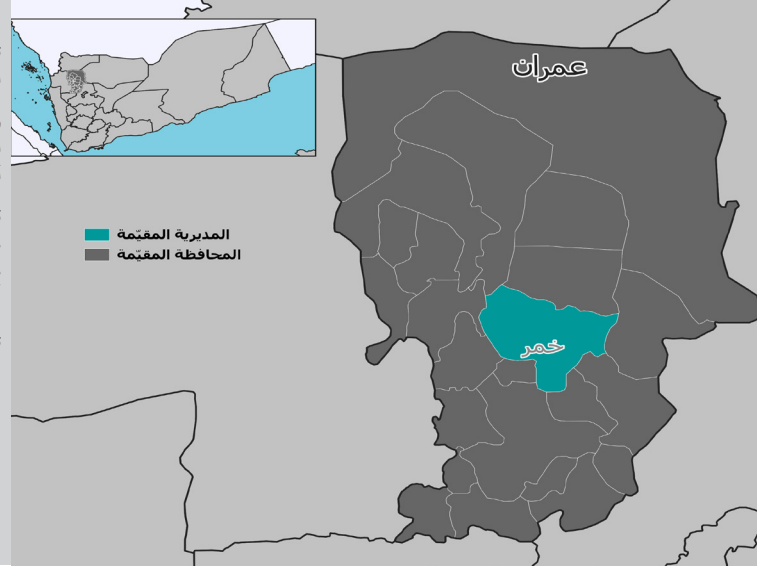 عمران
المديرية المقيّمة
المحافظة المقيّمة
خمر